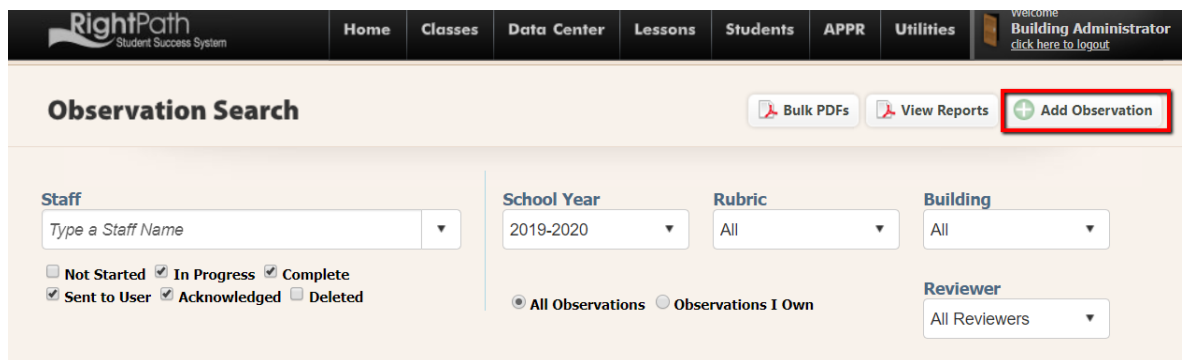 RightPath
Student Success System
Home Classes Data Center Lessons Students APPR Utilities
Welcome
Building Administrator
click here to logout
Observation Search
Bulk PDFs View Reports Add Observation
Staff School Year Rubric Building
Type a Staff Name 2019-2020 All All
Not Started In Progress Complete
Sent to User Acknowledged Deleted
All Observations Observations I Own
Reviewer
All Reviewers